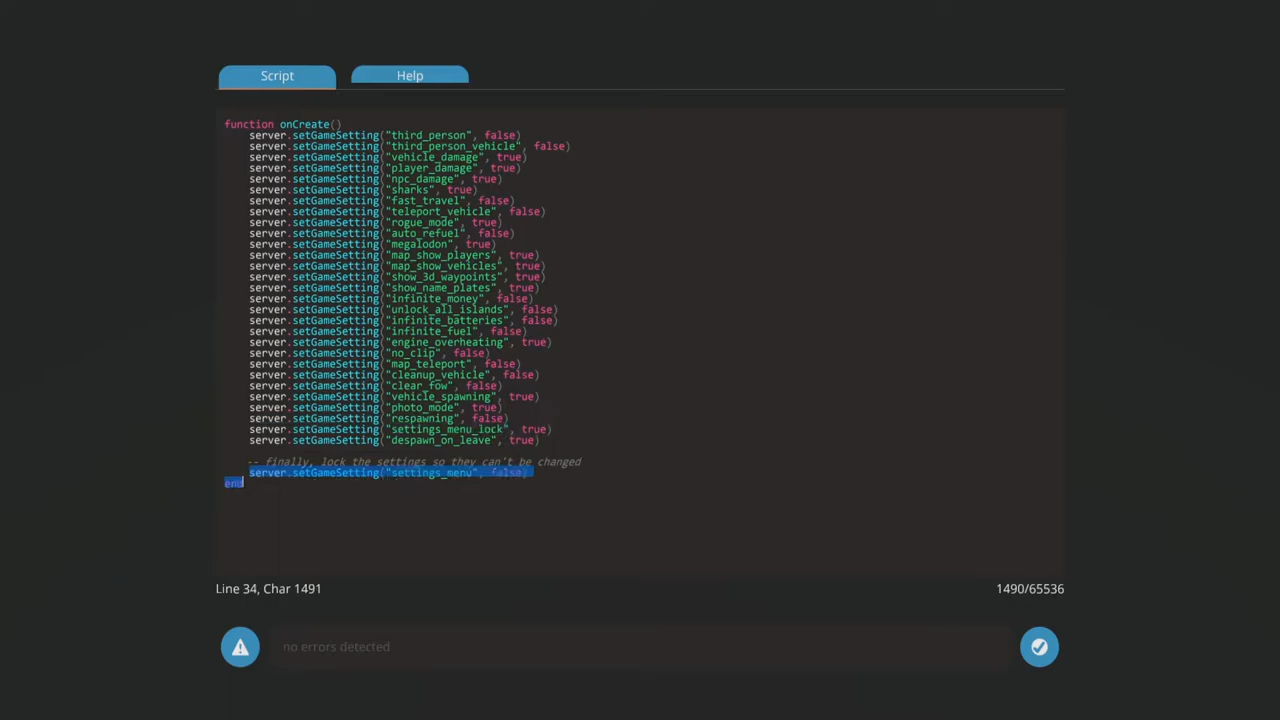 Script
Help
function onCreate()
server.setGameSetting("third_person", false)
server.setGameSetting("third_person_vehicle", false)
server.setGameSetting("vehicle_damage", true)
server.setGameSetting("player_damage", true)
server.setGameSetting("npc_damage", true)
server.setGameSetting("sharks", true)
server.setGameSetting("fast_travel", false)
server.setGameSetting("teleport_vehicle", false)
server.setGameSetting("rogue_mode", true)
server.setGameSetting("auto_refuel", false)
server.setGameSetting("megalodon", true)
server.setGameSetting("map_show_players", true)
server.setGameSetting("map_show_vehicles", true)
server.setGameSetting("show_3d_waypoints", true)
server.setGameSetting("show_name_plates", true)
server.setGameSetting("infinite_money", false)
server.setGameSetting("unlock_all_islands", false)
server.setGameSetting("infinite_batteries", false)
server.setGameSetting("infinite_fuel", false)
server.setGameSetting("engine_overheating", true)
server.setGameSetting("no_clip", false)
server.setGameSetting("map_teleport", false)
server.setGameSetting("cleanup_vehicle", false)
server.setGameSetting("clear_fow", false)
server.setGameSetting("vehicle_spawning", true)
server.setGameSetting("photo_mode", true)
server.setGameSetting("respawning", false)
server.setGameSetting("settings_menu_lock", true)
server.setGameSetting("despawn_on_leave", true)
-- finally, lock the settings so they can't be changed
server.setGameSetting("settings_menu", false)
end
Line 34, Char 1491
1490/65536
no errors detected